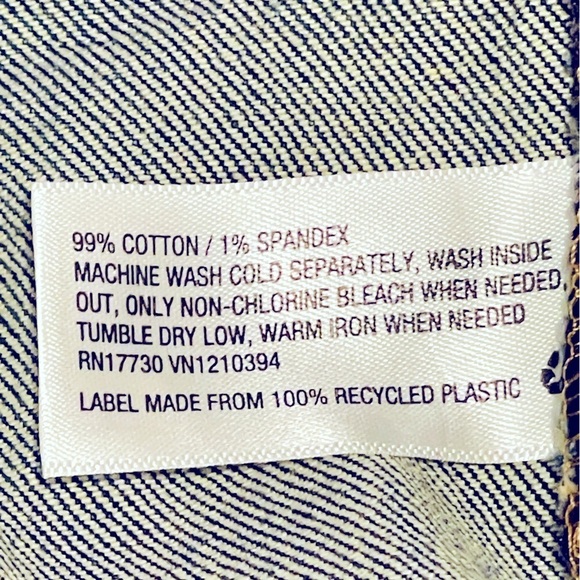 99% COTTON / 1% SPANDEX
MACHINE WASH COLD SEPARATELY, WASH INSIDE
OUT, ONLY NON-CHLORINE BLEACH WHEN NEEDED,
TUMBLE DRY LOW, WARM IRON WHEN NEEDED
RN17730 VN1210394
LABEL MADE FROM 100% RECYCLED PLASTIC